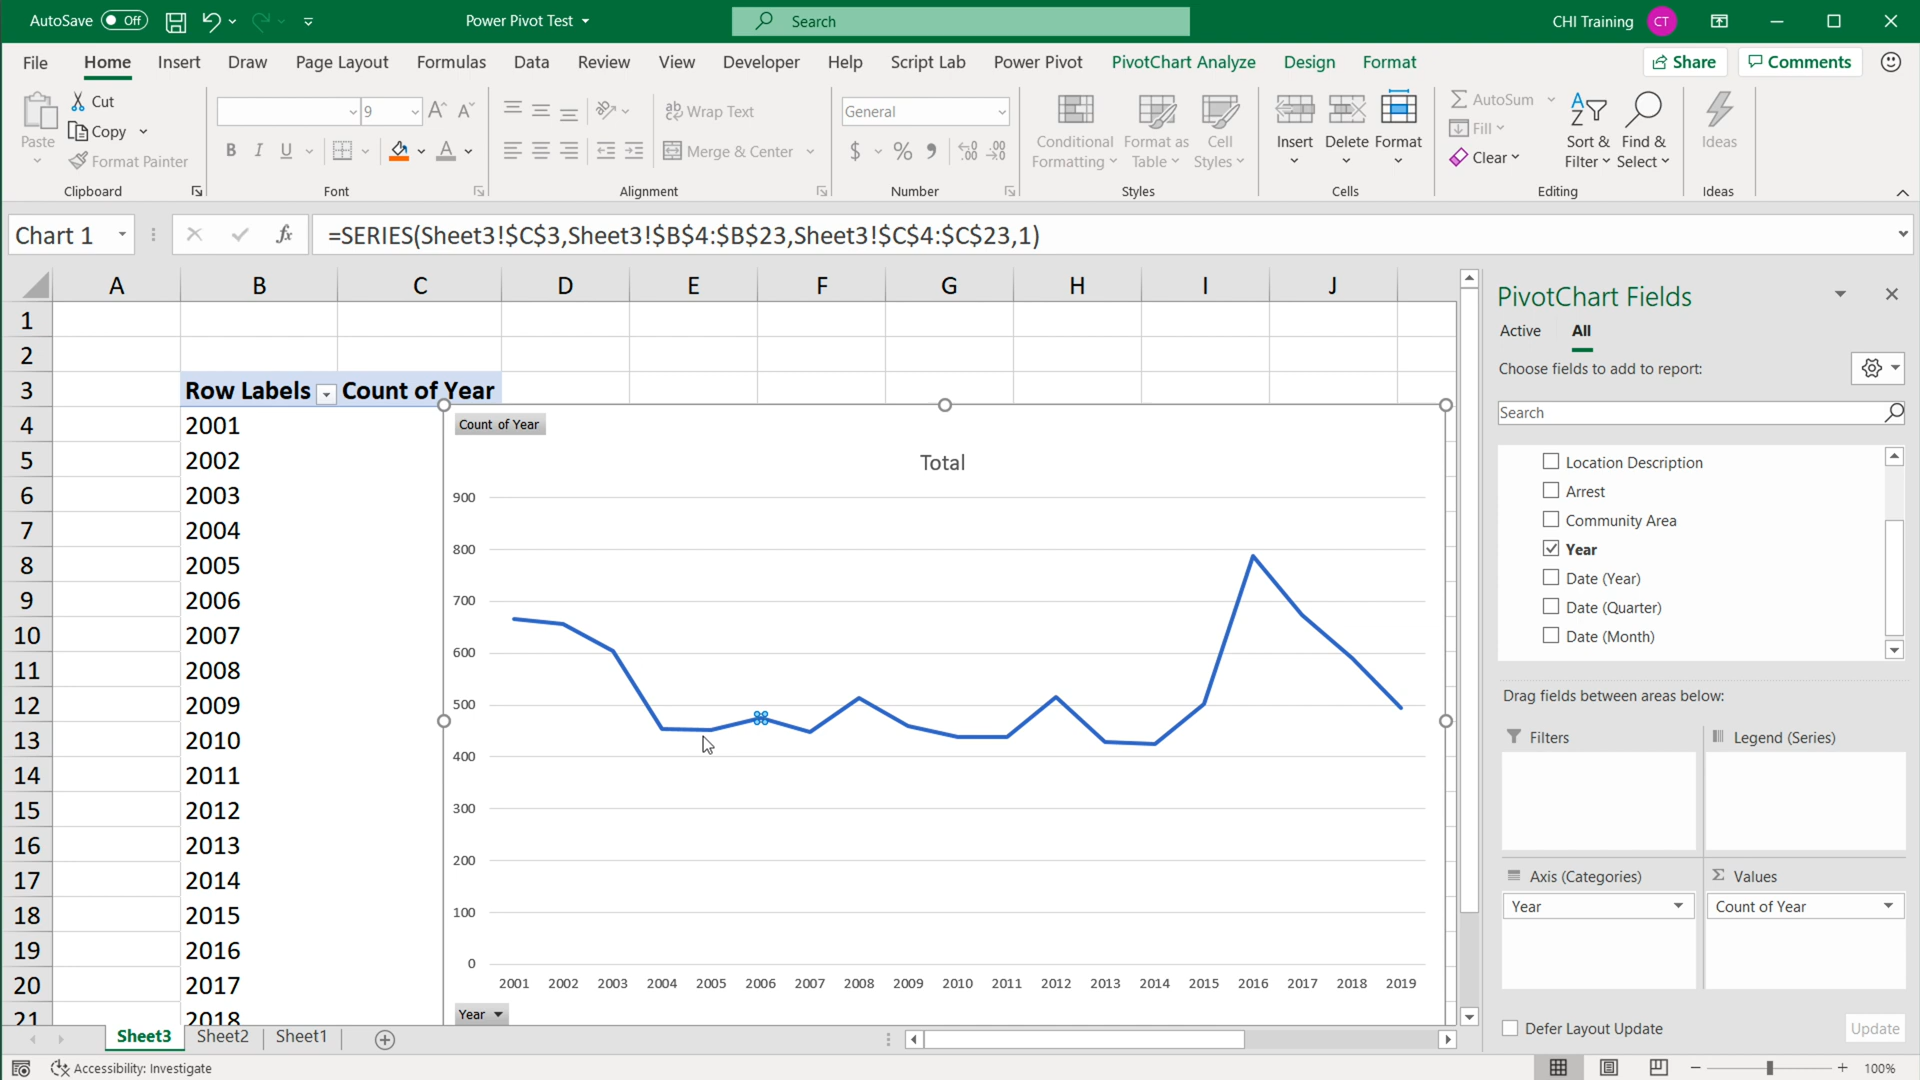 AutoSave Off Power Pivot Test Search CHI Training CT
File Home Insert Draw Page Layout Formulas Data Review View Developer Help Script Lab Power Pivot PivotChart Analyze Design Format Share Comments
Paste Cut Copy Format Painter
Clipboard
9 A A B I U A
Font
ab Wrap Text
Merge & Center
Alignment
General
$ % 9 .00 .00
Number
Conditional Formatting Format as Table Cell Styles
Styles
Insert Delete Format
Cells
AutoSum Fill Clear Sort & Filter Find & Select
Editing
Ideas
Ideas
Chart 1 fx =SERIES(Sheet3!$C$3,Sheet3!$B$4:$B$23,Sheet3!$C$4:$C$23,1)
A B C D E F G H I J
1
2
3 Row Labels Count of Year
4 2001
5 2002
6 2003
7 2004
8 2005
9 2006
10 2007
11 2008
12 2009
13 2010
14 2011
15 2012
16 2013
17 2014
18 2015
19 2016
20 2017
21 2018
Count of Year
Total
900
800
700
600
500
400
300
200
100
0
2001 2002 2003 2004 2005 2006 2007 2008 2009 2010 2011 2012 2013 2014 2015 2016 2017 2018 2019
Year
PivotChart Fields
Active All
Choose fields to add to report:
Search
Location Description
Arrest
Community Area
Year
Date (Year)
Date (Quarter)
Date (Month)
Drag fields between areas below:
Filters Legend (Series)
Axis (Categories) Σ Values
Year Count of Year
Defer Layout Update Update
Sheet3 Sheet2 Sheet1
Accessibility: Investigate 100%